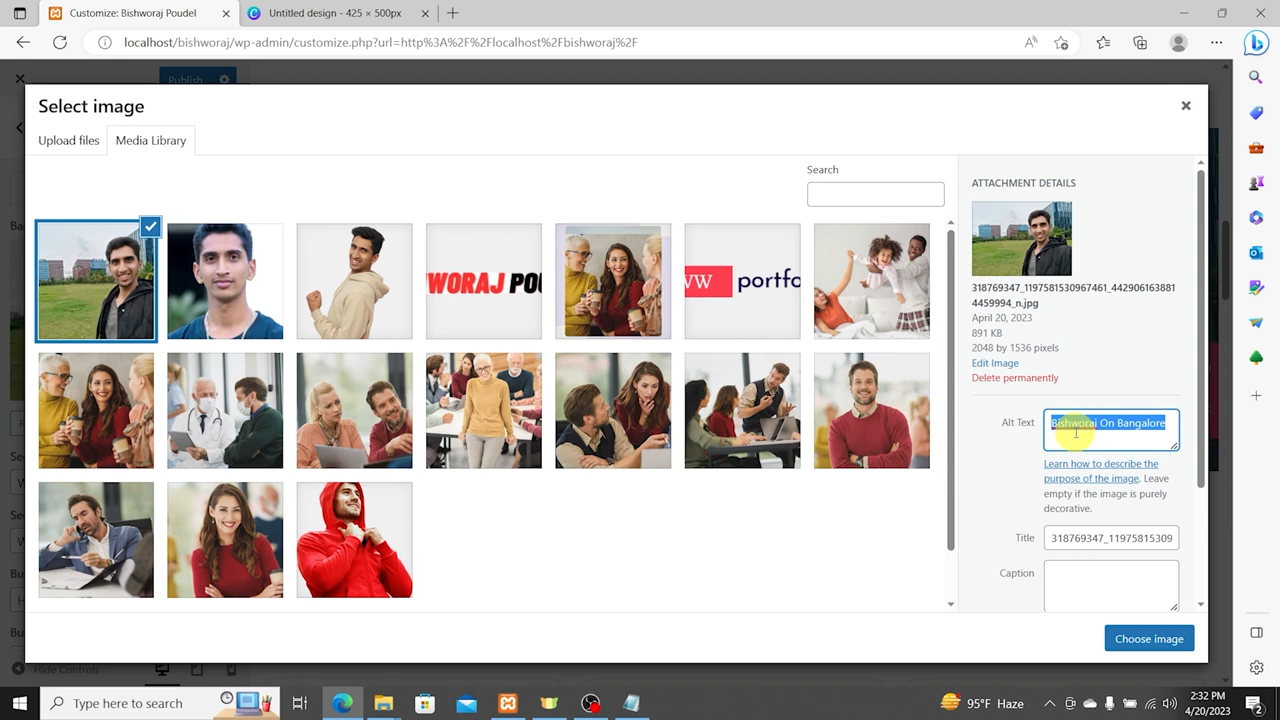 Customize: Bishworaj Poudel
Untitled design - 425 × 500px
localhost/bishworaj/wp-admin/customize.php?url=http%3A%2F%2Flocalhost%2Fbishworaj%2F
Publish
Select image
Upload files
Media Library
Search
ATTACHMENT DETAILS
WORAJ POU
WW
portfo
318769347_1197581530967461_442906163881
4459994_n.jpg
April 20, 2023
891 KB
2048 by 1536 pixels
Edit Image
Delete permanently
Alt Text
Bishworaj On Bangalore
Learn how to describe the
purpose of the image. Leave
empty if the image is purely
decorative.
Title
318769347_11975815309
Caption
Choose image
Hide Controls
Type here to search
95°F Haze
2:32 PM
4/20/2023
2